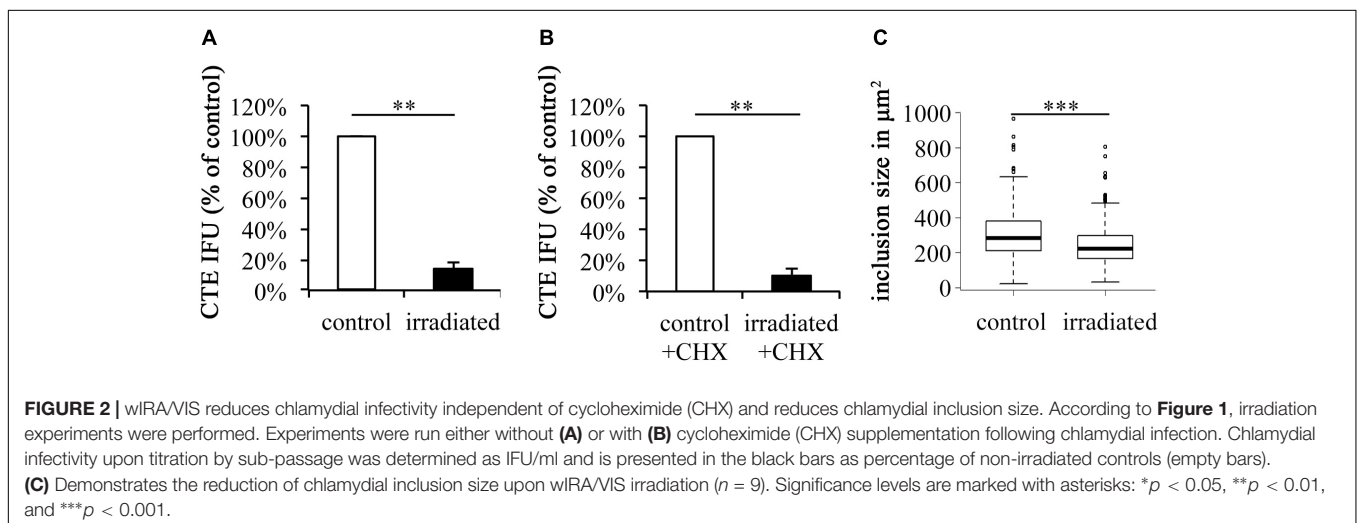 A
CTE IFU (% of control)
120%
100%
80%
60%
40%
20%
0%
**
control irradiated
B
CTE IFU (% of control)
120%
100%
80%
60%
40%
20%
0%
**
control irradiated
+CHX +CHX
C
inclusion size in µm²
1000
800
600
400
200
0
***
control irradiated
FIGURE 2 | wIRA/VIS reduces chlamydial infectivity independent of cycloheximide (CHX) and reduces chlamydial inclusion size. According to Figure 1, irradiation
experiments were performed. Experiments were run either without (A) or with (B) cycloheximide (CHX) supplementation following chlamydial infection. Chlamydial
infectivity upon titration by sub-passage was determined as IFU/ml and is presented in the black bars as percentage of non-irradiated controls (empty bars).
(C) Demonstrates the reduction of chlamydial inclusion size upon wIRA/VIS irradiation (n = 9). Significance levels are marked with asterisks: *p < 0.05, **p < 0.01,
and ***p < 0.001.